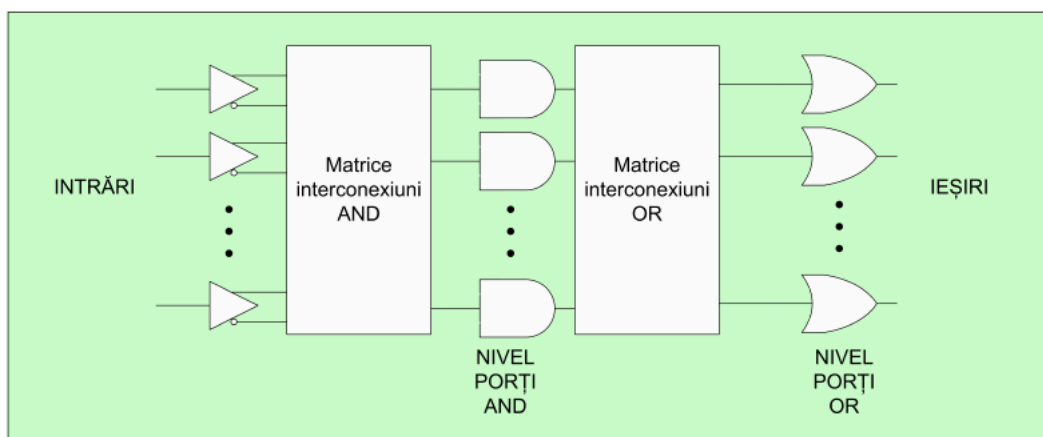 INTRĂRI
Matrice
interconexiuni
AND
Matrice
interconexiuni
OR
IEȘIRI
NIVEL
PORȚI
AND
NIVEL
PORȚI
OR